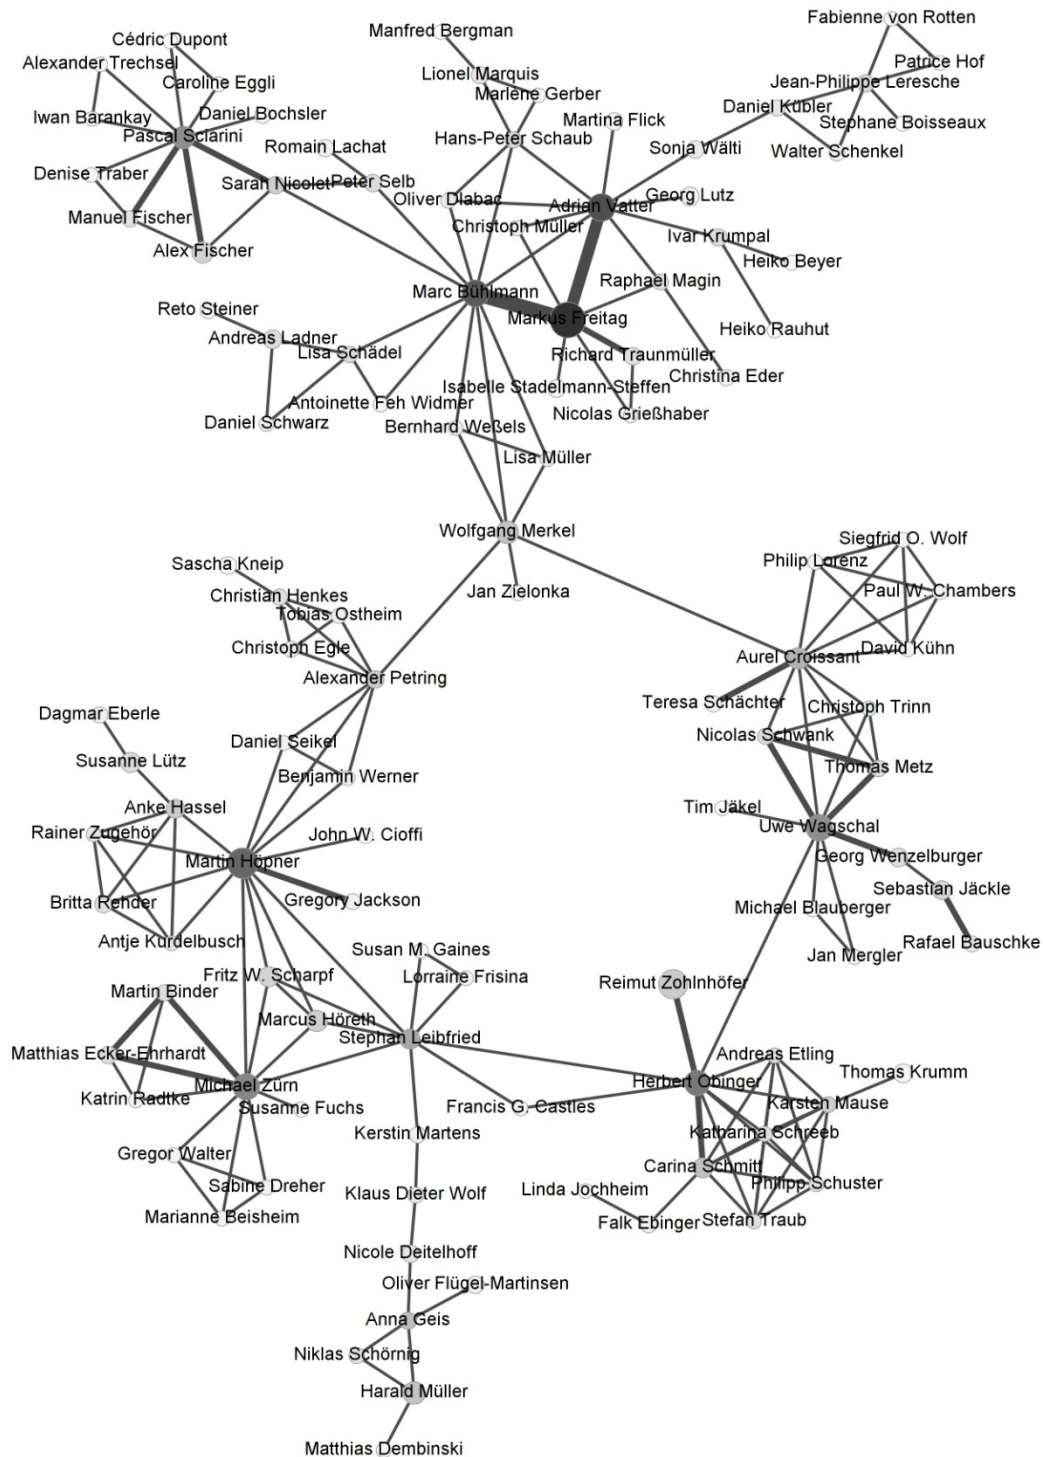 Fabienne von Rotten
Manfred Bergman
Cédric Dupont
Alexander Trechsel
Patrice Hof
Lionel Marquis
Caroline Eggli
Jean-Philippe Leresche
Marlène Gerber
Daniel Kübler
Daniel Bochsler
Iwan Barankay
Martina Flick
Stephane Boisseaux
Pascal Sciarini
Hans-Peter Schaub
Romain Lachat
Sonja Wälti
Walter Schenkel
Denise Traber
Sarah Nicolet
Peter Selb
Georg Lutz
Oliver Dlabac
Adrian Vatter
Manuel Fischer
Christoph Müller
Ivar Krumpal
Alex Fischer
Heiko Beyer
Raphael Magin
Marc Bühlmann
Reto Steiner
Markus Freitag
Heiko Rauhut
Andreas Ladner
Lisa Schädel
Richard Traunmüller
Christina Eder
Isabelle Stadelmann-Steffen
Antoinette Feh Widmer
Nicolas Grießhaber
Daniel Schwarz
Bernhard Weßels
Lisa Müller
Wolfgang Merkel
Siegfrid O. Wolf
Philip Lorenz
Sascha Kneip
Paul W. Chambers
Jan Zielonka
Christian Henkes
Tobias Ostheim
Christoph Egle
David Kühn
Aurel Croissant
Alexander Petring
Teresa Schächter
Christoph Trinn
Dagmar Eberle
Nicolas Schwank
Daniel Seikel
Susanne Lütz
Thomas Metz
Benjamin Werner
Anke Hassel
Tim Jäkel
Uwe Wagschal
Rainer Zugehör
John W. Cioffi
Georg Wenzelburger
Martin Höpner
Sebastian Jäckle
Gregory Jackson
Britta Rehder
Michael Blauberger
Antje Kurdelbusch
Rafael Bauschke
Susan M. Gaines
Jan Mergler
Fritz W. Scharpf
Lorraine Frisina
Reimut Zohlnhöfer
Martin Binder
Marcus Höreth
Stephan Leibfried
Matthias Ecker-Ehrhardt
Andreas Etling
Thomas Krumm
Michael Zürn
Herbert Obinger
Katrin Radtke
Susanne Fuchs
Francis G. Castles
Karsten Mause
Kerstin Martens
Katharina Schreeb
Gregor Walter
Carina Schmitt
Sabine Dreher
Philipp Schuster
Klaus Dieter Wolf
Linda Jochheim
Marianne Beisheim
Falk Ebinger
Stefan Traub
Nicole Deitelhoff
Oliver Flügel-Martinsen
Anna Geis
Niklas Schörnig
Harald Müller
Matthias Dembinski